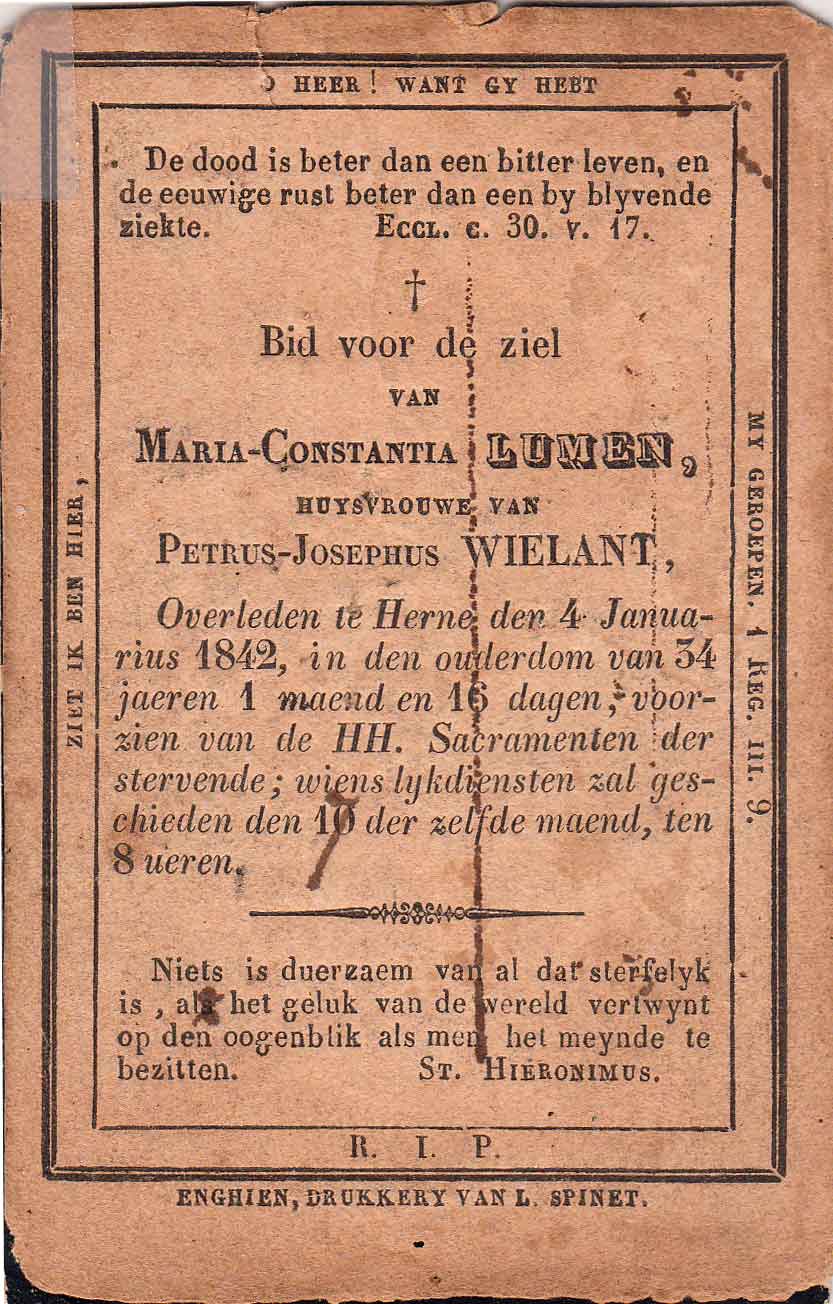 ZIET IK BEN HIER,
O HEER! WANT GY HEBT
MY GEROEPEN. 1 REG. III. 9.
De dood is beter dan een bitter leven, en
de eeuwige rust beter dan een by blyvende
ziekte. ECCL. c. 30. v. 17.
†
Bid voor de ziel
VAN
MARIA-CONSTANTIA LUMEN,
HUYSVROUWE VAN
PETRUS-JOSEPHUS WIELANT,
Overleden te Herne den 4 Janua-
rius 1842, in den ouderdom van 34
jaeren 1 maend en 16 dagen, voor-
zien van de HH. Sacramenten der
stervende; wiens lykdiensten zal ges-
chieden den 10 der zelfde maend, ten
8 ueren.
Niets is duerzaem van al dat sterfelyk
is, als het geluk van de wereld vertwynt
op den oogenblik als men het meynde te
bezitten. ST. HIERONIMUS.
R. I. P.
ENGHIEN, DRUKKERY VAN L. SPINET.